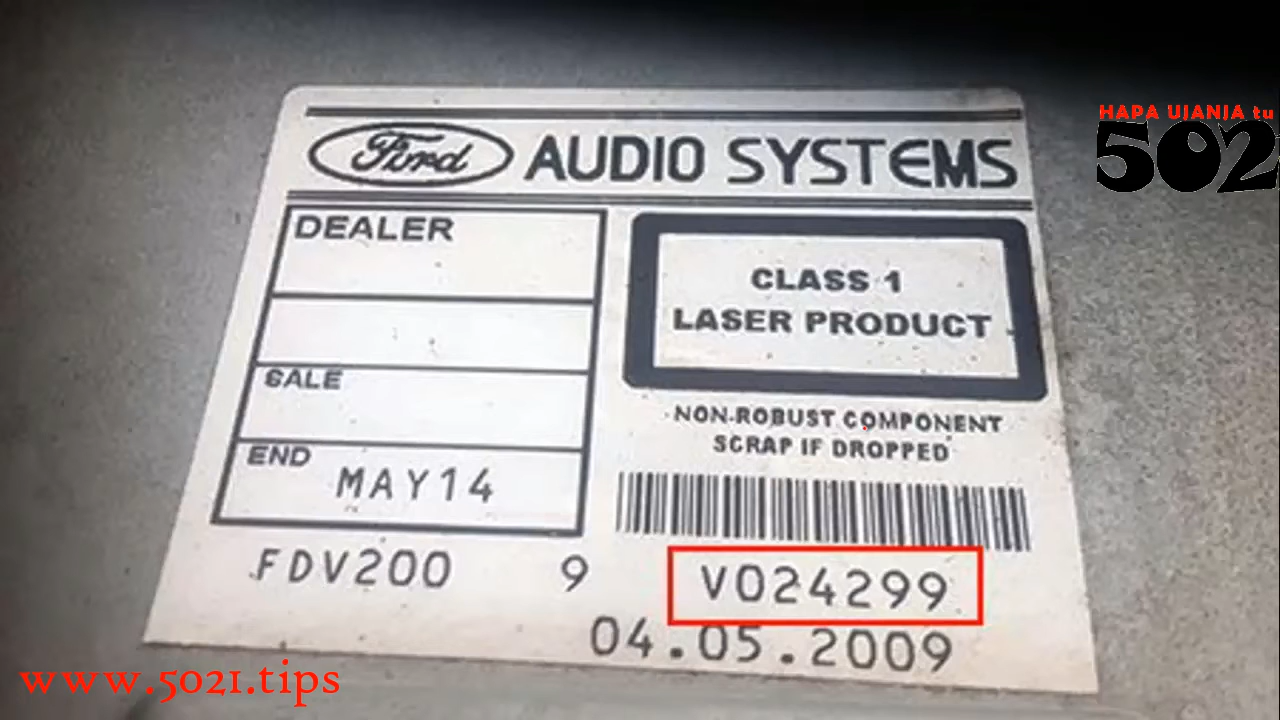 HAPA UJANJA tu
502
Ford AUDIO SYSTEMS
DEALER
SALE
END MAY14
CLASS 1
LASER PRODUCT
NON-ROBUST COMPONENT
SCRAP IF DROPPED
FDV200 9 V024299
04.05.2009
www.5021.tips